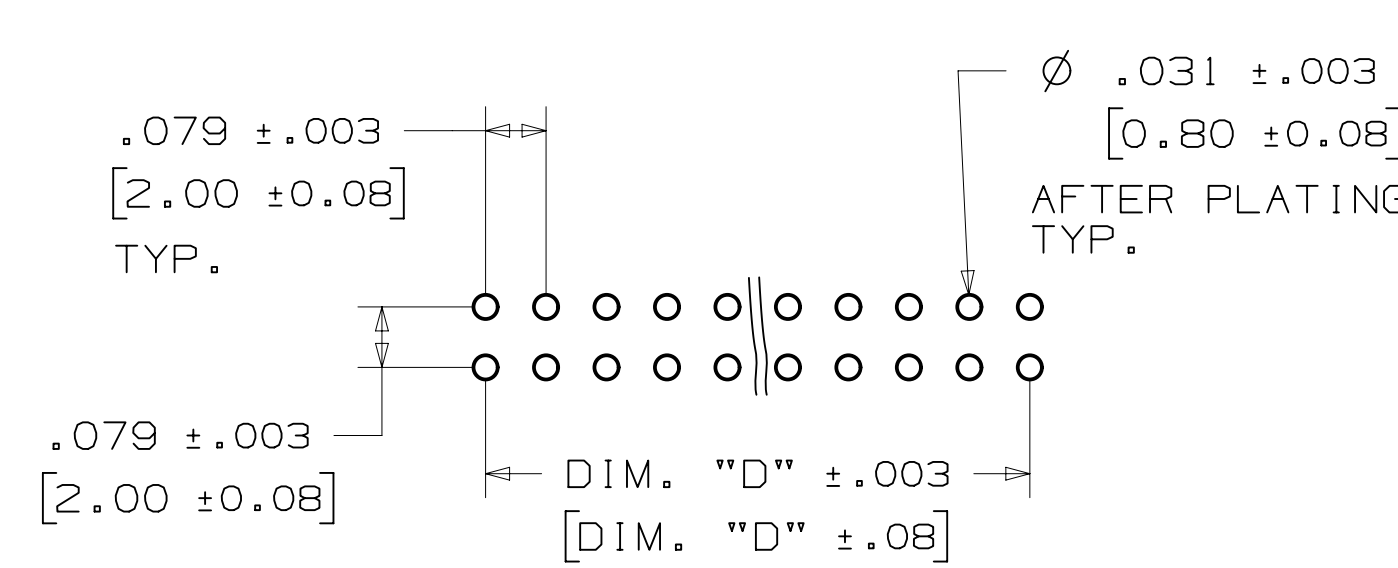 .079 ±.003
[2.00 ±0.08]
TYP.
Ø .031 ±.003
[0.80 ±0.08]
AFTER PLATING
TYP.
.079 ±.003
[2.00 ±0.08]
DIM. "D" ±.003
[DIM. "D" ±.08]